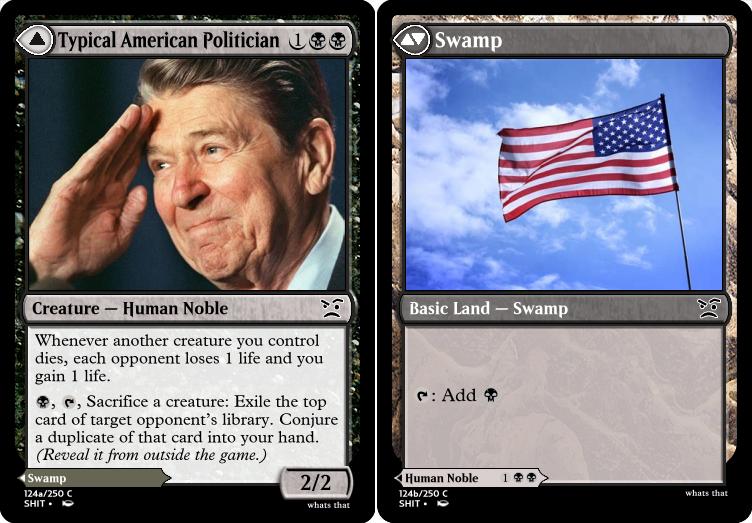 Typical American Politician 1
Creature — Human Noble
Whenever another creature you control
dies, each opponent loses 1 life and you
gain 1 life.
, , Sacrifice a creature: Exile the top
card of target opponent's library. Conjure
a duplicate of that card into your hand.
(Reveal it from outside the game.)
Swamp
2/2
124a/250 C
SHIT •
whats that
Swamp
Basic Land — Swamp
: Add
Human Noble 1
124b/250 C
SHIT •
whats that